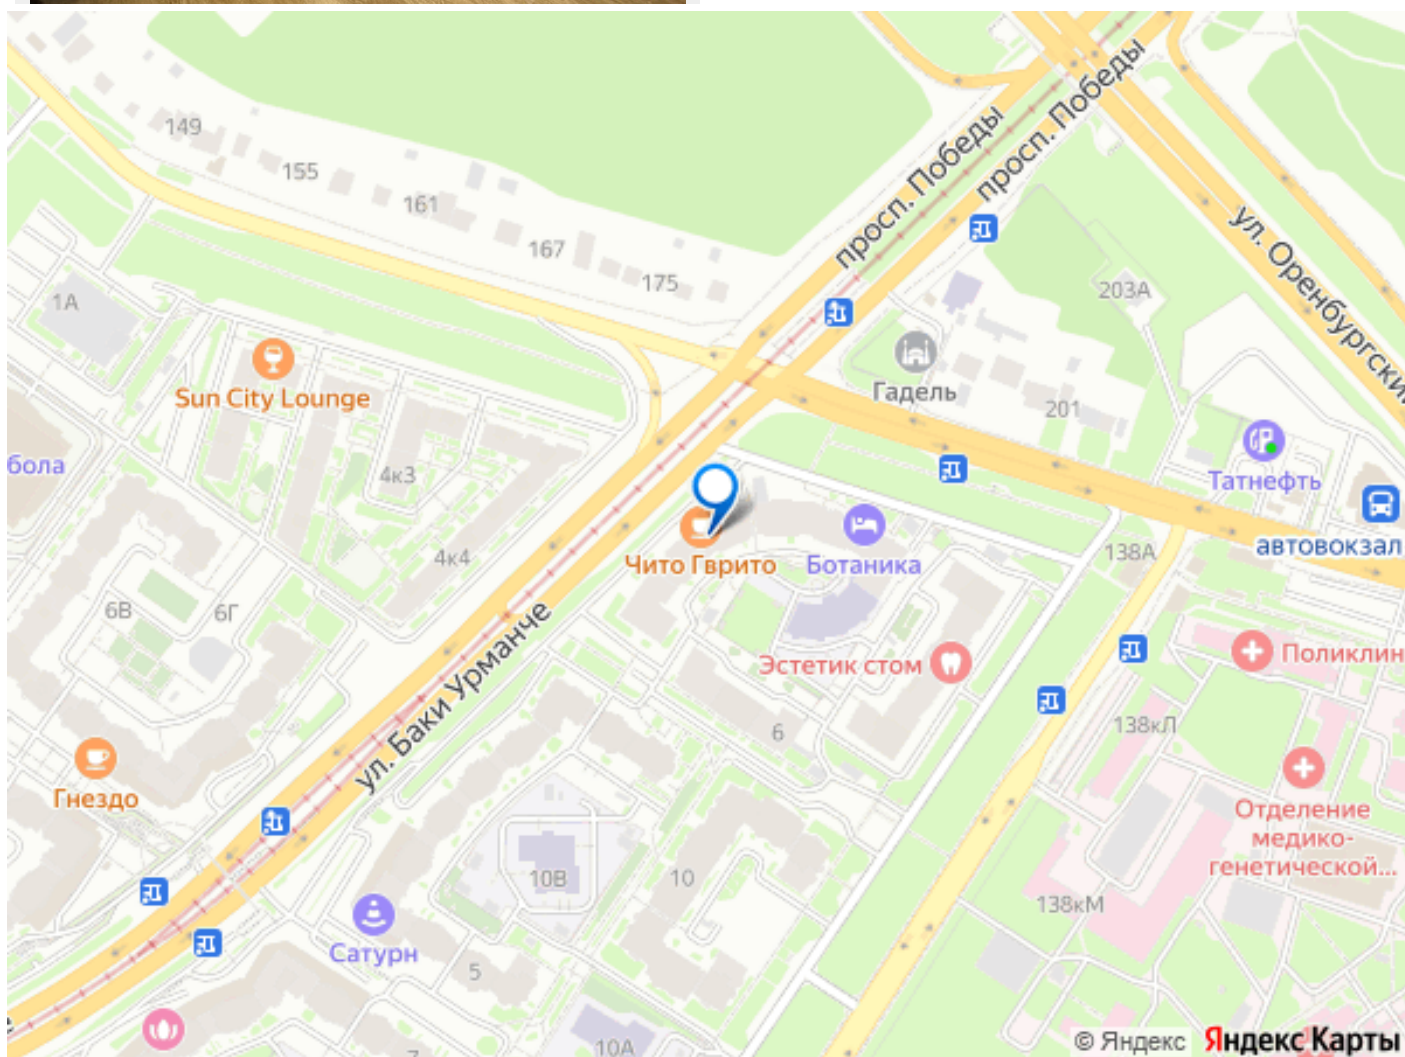 просп. Победы
просп. Победы
ул. Оренбургский
149
155
161
167
175
1А
203А
Sun City Lounge
Гадель
201
4к3
бола
Татнефть
4к4
Чито Гврито
Ботаника
138А
автовокзал
6В
6Г
ул. Баки Урманче
Эстетик стом
Поликлин
6
138кЛ
Гнездо
Отделение
медико-
генетической...
10В
10
138кМ
Сатурн
5
7
10А
© Яндекс Яндекс Карты